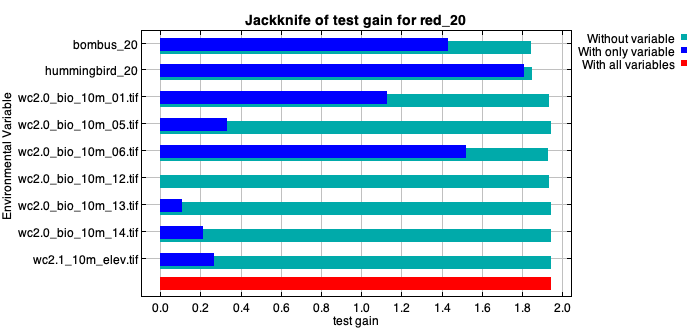 Jackknife of test gain for red_20
Without variable
With only variable
With all variables
Environmental Variable
bombus_20
hummingbird_20
wc2.0_bio_10m_01.tif
wc2.0_bio_10m_05.tif
wc2.0_bio_10m_06.tif
wc2.0_bio_10m_12.tif
wc2.0_bio_10m_13.tif
wc2.0_bio_10m_14.tif
wc2.1_10m_elev.tif
0.0 0.2 0.4 0.6 0.8 1.0 1.2 1.4 1.6 1.8 2.0
test gain